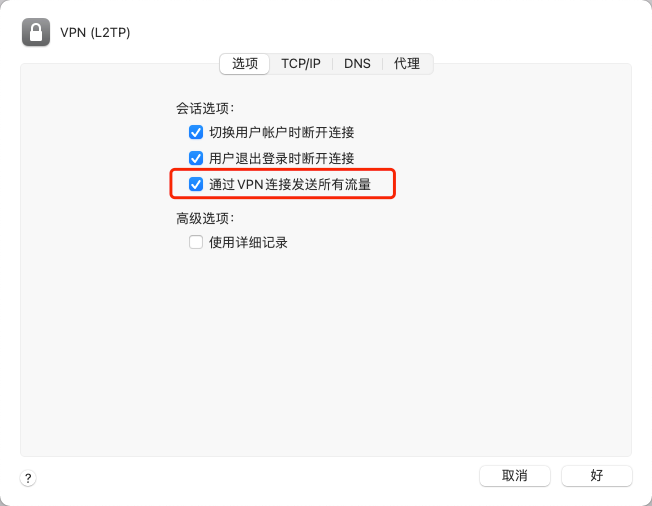 VPN (L2TP)
选项 TCP/IP DNS 代理
会话选项：
切换用户帐户时断开连接
用户退出登录时断开连接
通过 VPN 连接发送所有流量
高级选项：
使用详细记录
? 取消 好